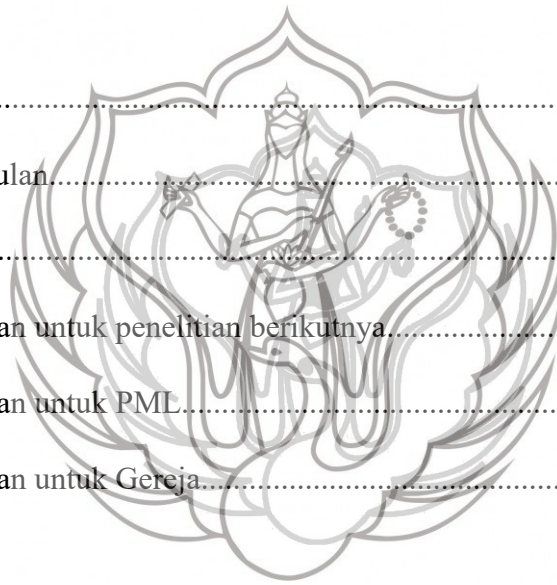 ...........................................................
ulan......................................................
...........................................................
an untuk penelitian berikutnya.....................
an untuk PML.........................................
an untuk Gereja......................................